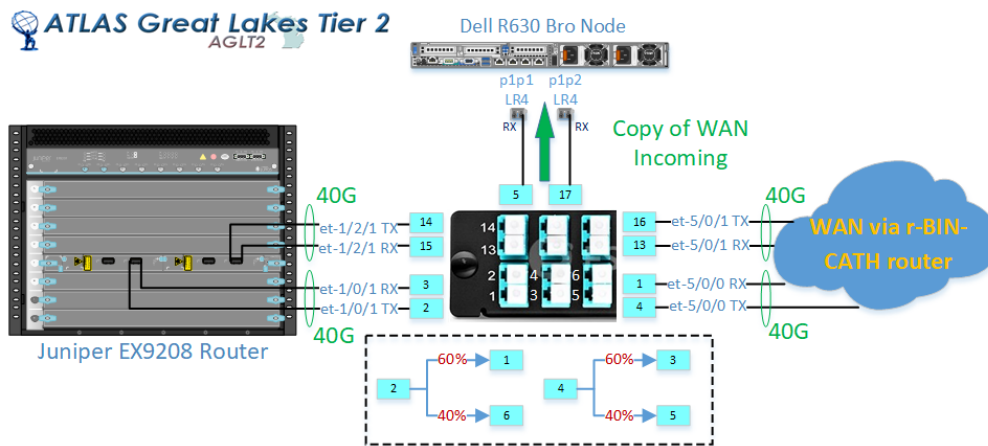 ATLAS Great Lakes Tier 2
AGLT2
Dell R630 Bro Node
p1p1 p1p2
LR4 LR4
RX RX
Copy of WAN
Incoming
5 17
40G 40G
et-1/2/1 TX 14
et-1/2/1 RX 15
et-1/0/1 RX 3
et-1/0/1 TX 2
14
13
2 4 6
1 3 5
16 et-5/0/1 TX
13 et-5/0/1 RX
1 et-5/0/0 RX
4 et-5/0/0 TX
WAN via r-BIN-
CATH router
40G 40G
Juniper EX9208 Router
2 60% 1
40% 6
4 60% 3
40% 5